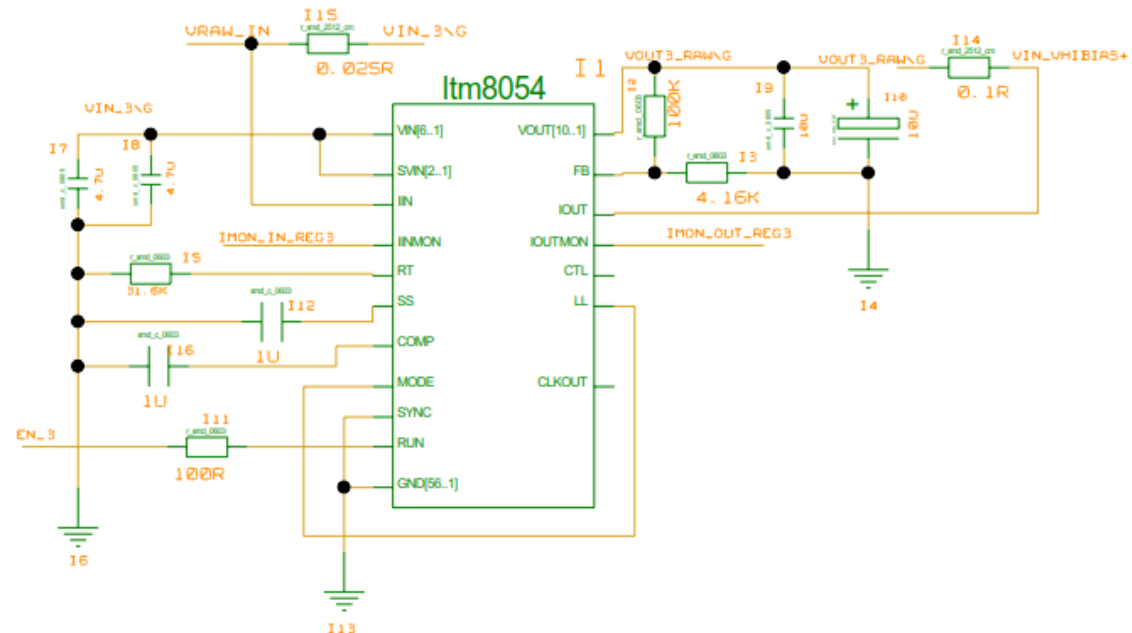 I15
VRAW_IN
r_smd_2512_cm
VIN_3\G
0.025R
I1
ltm8054
VOUT3_RAW\G
VOUT3_RAW\G
I14
r_smd_2512_cm
VIN_VHIBIAS+
0.1R
VIN_3\G
I7
I8
4.7U
4.7U
VIN[6..1]
SVIN[2..1]
IIN
IINMON
RT
SS
COMP
MODE
SYNC
RUN
GND[56..1]
VOUT[10..1]
FB
IOUT
IOUTMON
CTL
LL
CLKOUT
r_smd_0603
100K
I9
10U
I10
10U
r_smd_0603
I3
4.16K
IMON_IN_REG3
IMON_OUT_REG3
r_smd_0603
I5
31.6K
smd_c_0603
I12
1U
smd_c_0603
I16
1U
I11
r_smd_0603
EN_3
100R
I4
I6
I13